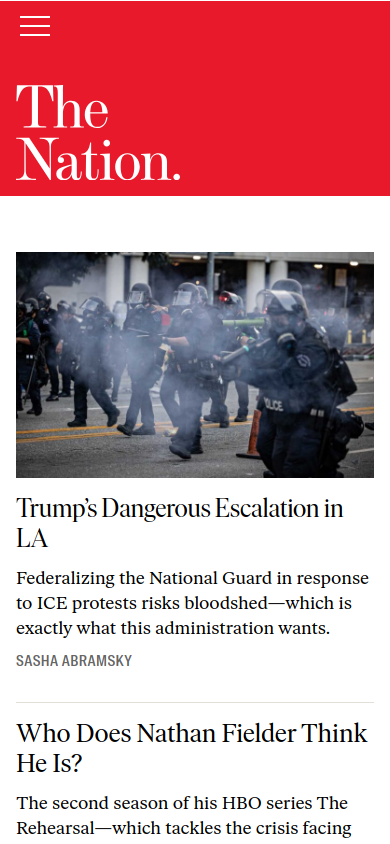 The
Nation.
POLICE
Trump’s Dangerous Escalation in
LA
Federalizing the National Guard in response
to ICE protests risks bloodshed—which is
exactly what this administration wants.
SASHA ABRAMSKY
Who Does Nathan Fielder Think
He Is?
The second season of his HBO series The
Rehearsal—which tackles the crisis facing